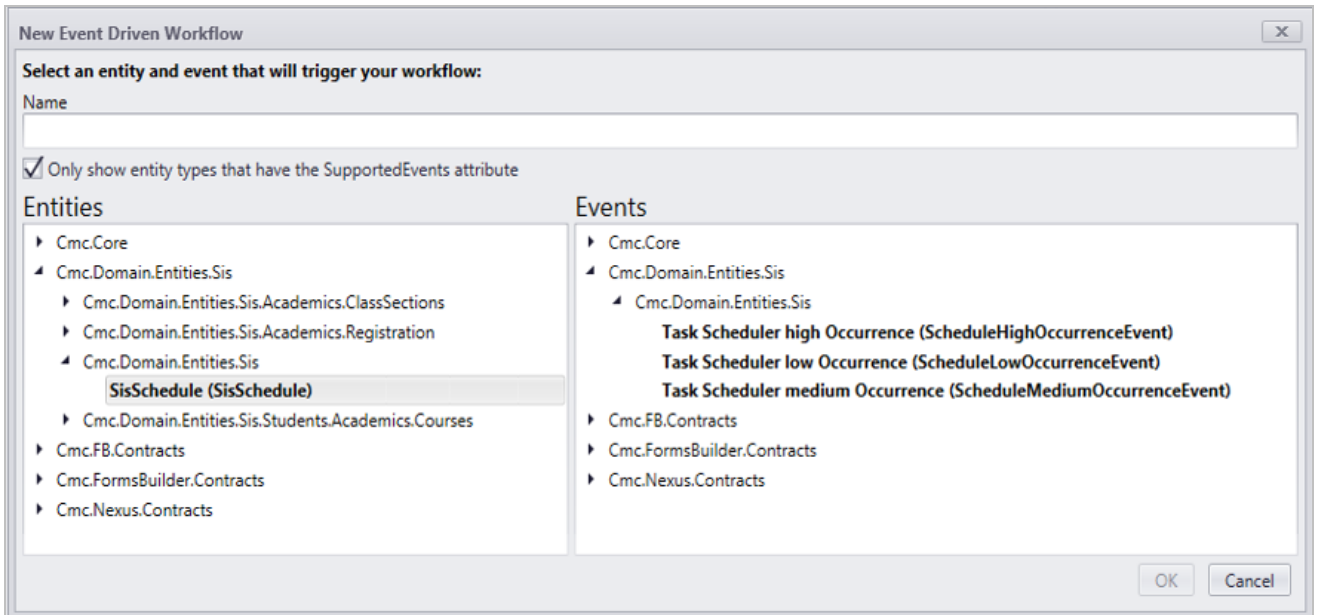 New Event Driven Workflow
Select an entity and event that will trigger your workflow:
Name
Only show entity types that have the SupportedEvents attribute
Entities
Cmc.Core
Cmc.Domain.Entities.Sis
Cmc.Domain.Entities.Sis.Academics.ClassSections
Cmc.Domain.Entities.Sis.Academics.Registration
Cmc.Domain.Entities.Sis
SisSchedule (SisSchedule)
Cmc.Domain.Entities.Sis.Students.Academics.Courses
Cmc.FB.Contracts
Cmc.FormsBuilder.Contracts
Cmc.Nexus.Contracts
Events
Cmc.Core
Cmc.Domain.Entities.Sis
Cmc.Domain.Entities.Sis
Task Scheduler high Occurrence (ScheduleHighOccurrenceEvent)
Task Scheduler low Occurrence (ScheduleLowOccurrenceEvent)
Task Scheduler medium Occurrence (ScheduleMediumOccurrenceEvent)
Cmc.FB.Contracts
Cmc.FormsBuilder.Contracts
Cmc.Nexus.Contracts
OK
Cancel